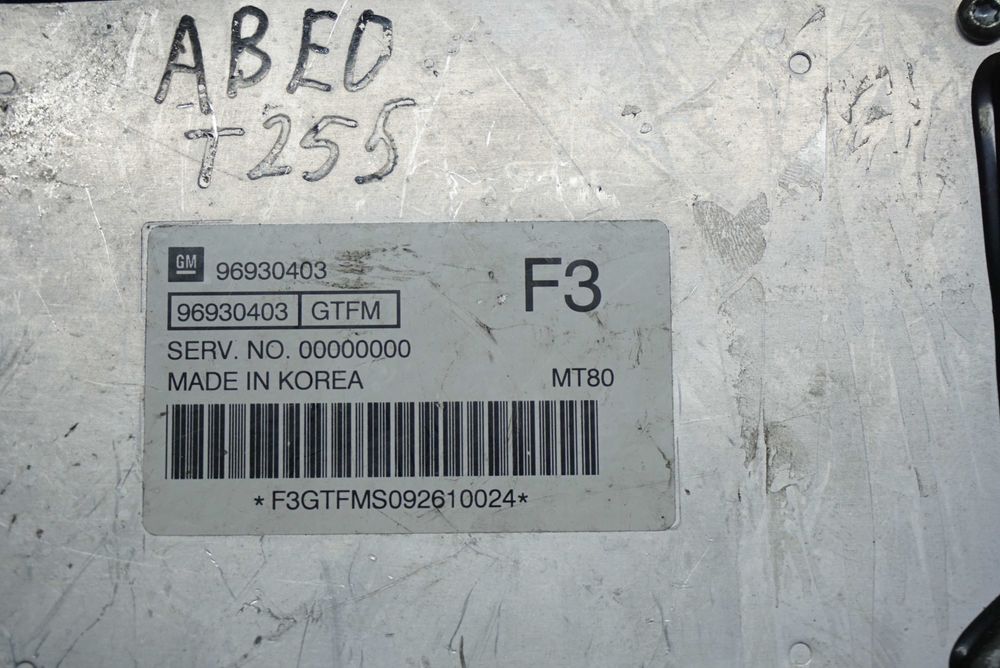 ABEO
T255
GM 96930403
F3
96930403 GTFM
SERV. NO. 00000000
MADE IN KOREA
MT80
*F3GTFMS092610024*